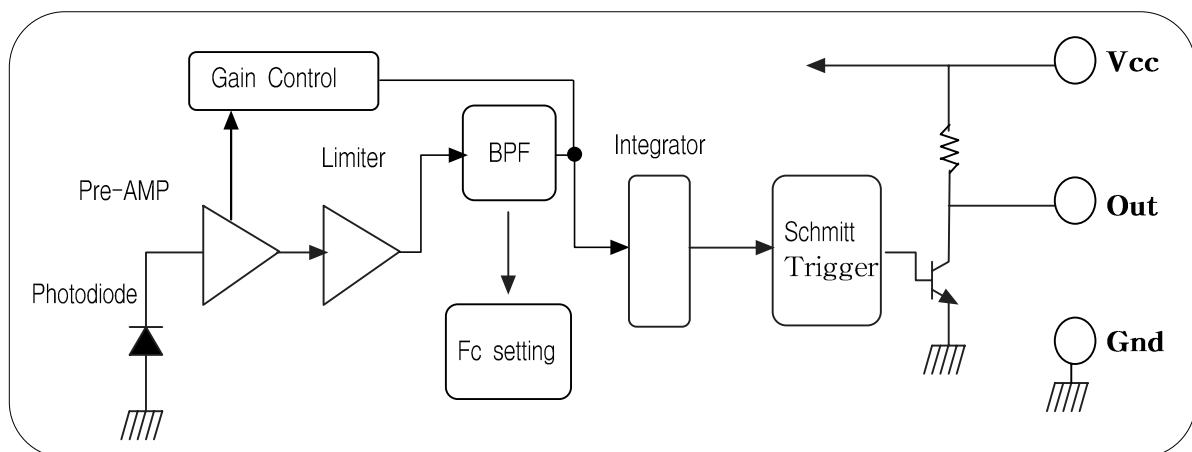 Gain Control
Vcc
Limiter
BPF
Integrator
Pre-AMP
Out
Schmitt
Trigger
Photodiode
Fc setting
Gnd